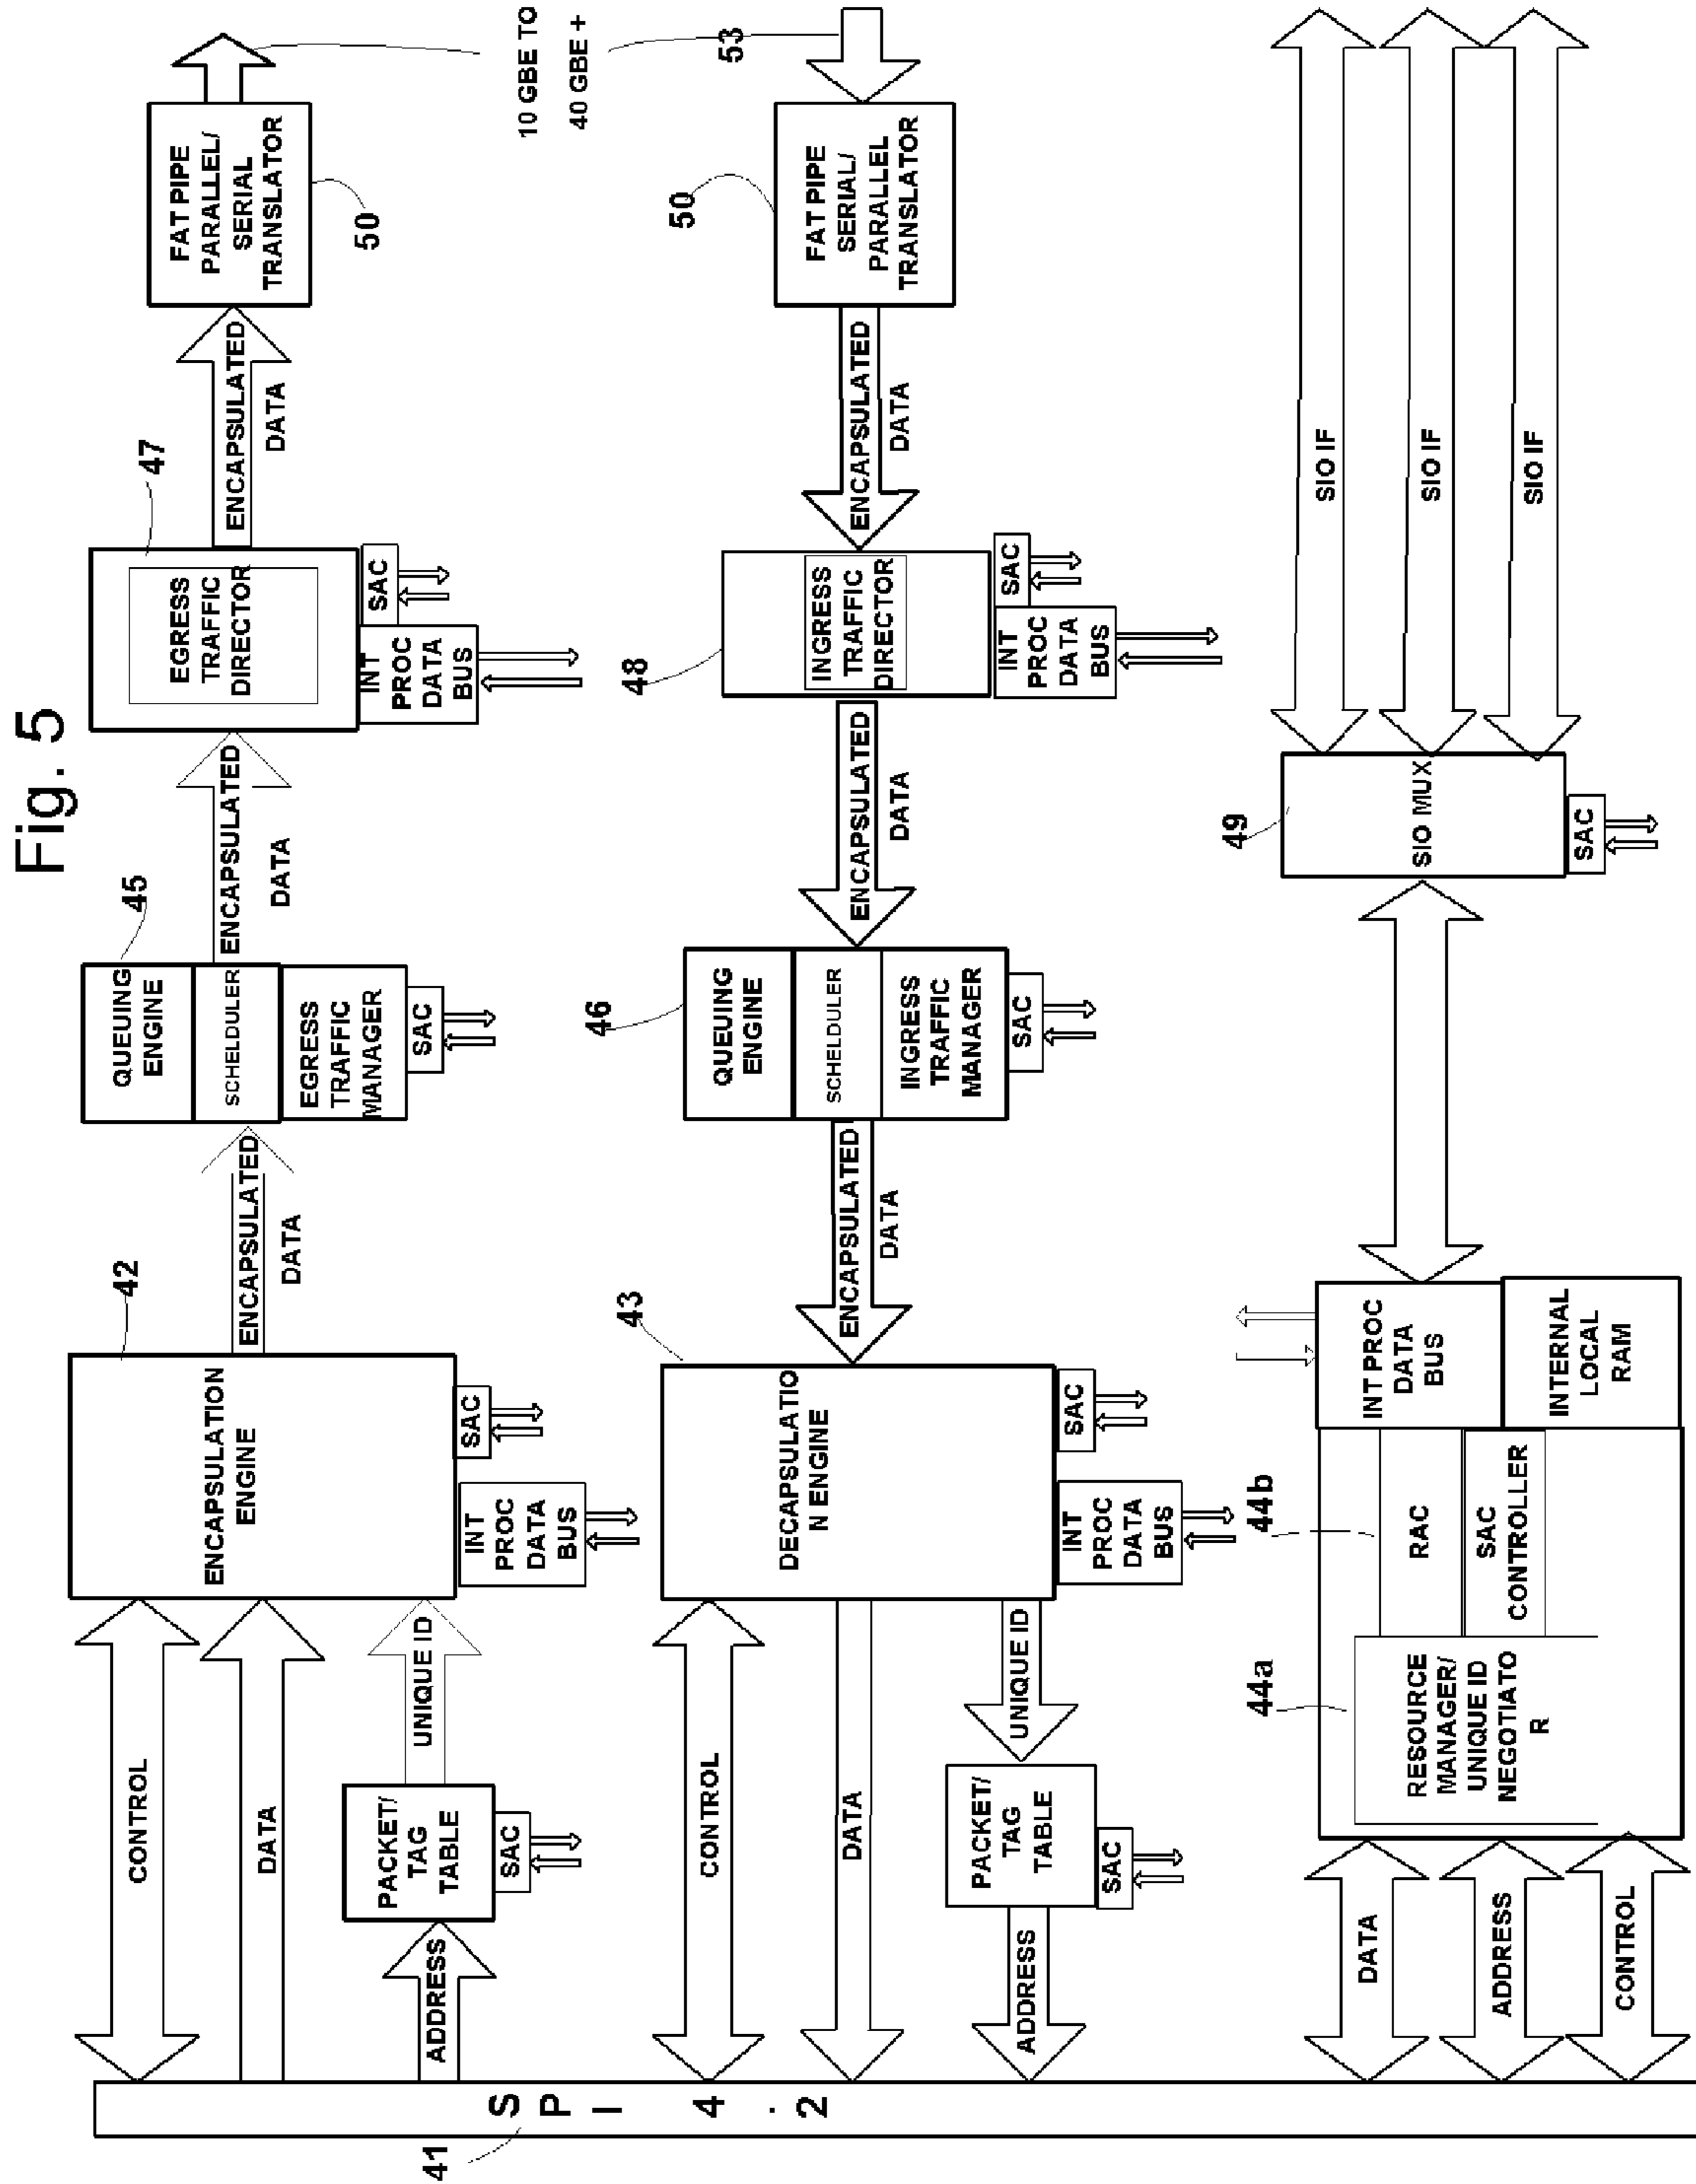 Fig. 5
41
SPI 4.2
CONTROL
DATA
ADDRESS
PACKET/
TAG
TABLE
SAC
UNIQUE ID
42
ENCAPSULATION
ENGINE
INT
PROC
DATA
BUS
SAC
ENCAPSULATED
DATA
45
QUEUING
ENGINE
SCHELDULER
EGRESS
TRAFFIC
MANAGER
SAC
ENCAPSULATED
DATA
47
EGRESS
TRAFFIC
DIRECTOR
INT
PROC
DATA
BUS
SAC
ENCAPSULATED
DATA
FAT PIPE
PARALLEL/
SERIAL
TRANSLATOR
50
10 GBE TO
40 GBE +
53
CONTROL
DATA
ADDRESS
PACKET/
TAG
TABLE
SAC
UNIQUE ID
43
DECAPSULATIO
N ENGINE
INT
PROC
DATA
BUS
SAC
ENCAPSULATED
DATA
46
QUEUING
ENGINE
SCHELDULER
INGRESS
TRAFFIC
MANAGER
SAC
ENCAPSULATED
DATA
48
INGRESS
TRAFFIC
DIRECTOR
INT
PROC
DATA
BUS
SAC
ENCAPSULATED
DATA
50
FAT PIPE
SERIAL/
PARALLEL
TRANSLATOR
DATA
ADDRESS
CONTROL
44a
RESOURCE
MANAGER/
UNIQUE ID
NEGOTIATO
R
44b
RAC
SAC
CONTROLLER
INT PROC
DATA
BUS
INTERNAL
LOCAL
RAM
49
SIO MUX
SAC
SIO IF
SIO IF
SIO IF